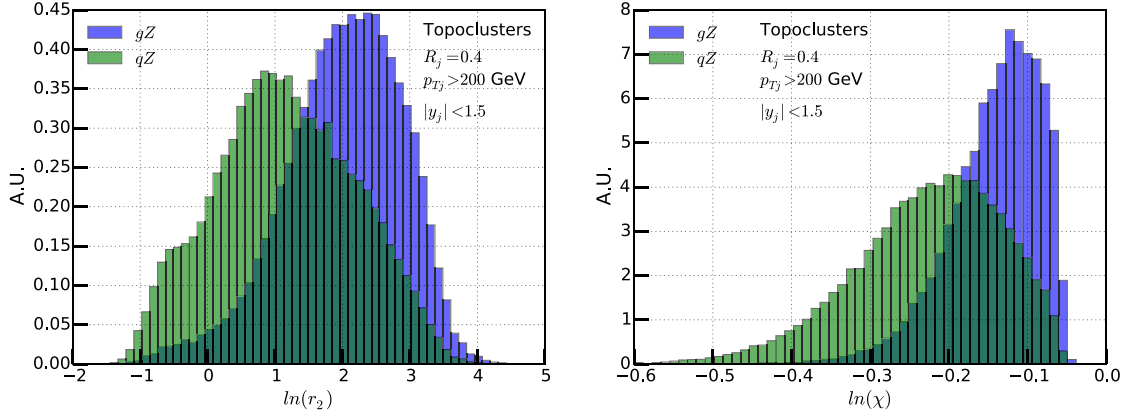 0.45
0.40
0.35
0.30
0.25
0.20
0.15
0.10
0.05
0.00
A.U.
gZ
qZ
Topoclusters
R_j = 0.4
p_{Tj} > 200 GeV
|y_j| < 1.5
−2 −1 0 1 2 3 4 5
ln(r_2)
8
7
6
5
4
3
2
1
0
A.U.
gZ
qZ
Topoclusters
R_j = 0.4
p_{Tj} > 200 GeV
|y_j| < 1.5
−0.6 −0.5 −0.4 −0.3 −0.2 −0.1 0.0
ln(χ)